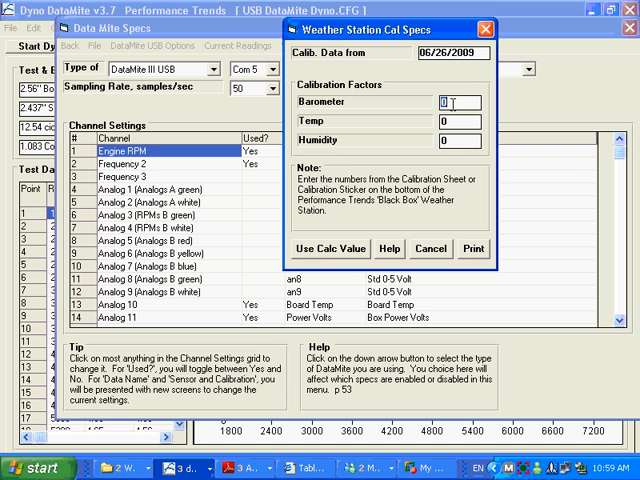 Dyno DataMite v3.7   Performance Trends   [ USB DataMite Dyno.CFG ]
File
Data Mite Specs
Back   File   DataMite USB Options   Current Readings
Start Dy
Type of   DataMite III USB   Com 5
Sampling Rate, samples/sec   50
Test & E
2.56" Bo
2.437" S
12.54 cid
1.083 Co
Test Dat
Point
Channel Settings
#   Channel   Used?
1   Engine RPM   Yes
2   Frequency 2   Yes
3   Frequency 3
4   Analog 1 (Analogs A green)
5   Analog 2 (Analogs A white)
6   Analog 3 (RPMs B green)
7   Analog 4 (RPMs B white)
8   Analog 5 (Analogs B red)
9   Analog 6 (Analogs B yellow)
10   Analog 7 (Analogs B blue)
11   Analog 8 (Analogs B green)   an8   Std 0-5 Volt
12   Analog 9 (Analogs B white)   an9   Std 0-5 Volt
13   Analog 10   Yes   Board Temp   Board Temp
14   Analog 11   Yes   Power Volts   Box Power Volts
Weather Station Cal Specs
Calib. Data from   06/26/2009
Calibration Factors
Barometer   0
Temp   0
Humidity   0
Note:
Enter the numbers from the Calibration Sheet or
Calibration Sticker on the bottom of the
Performance Trends 'Black Box' Weather
Station.
Use Calc Value   Help   Cancel   Print
Tip
Click on most anything in the Channel Settings grid to
change it.  For 'Used?', you will toggle between Yes and
No.  For 'Data Name' and 'Sensor and Calibration', you
will be presented with new screens to change the
current settings.
Help
Click on the down arrow button to select the type
of DataMite you are using.  You choice here will
affect which specs are enabled or disabled in this
menu.  p 53
1800   2400   3000   3600   4200   4800   5400   6000   6600   7200
start   2 W..   3 d..   3 A..   Tabl..   2 M..   My ...   EN   10:59 AM